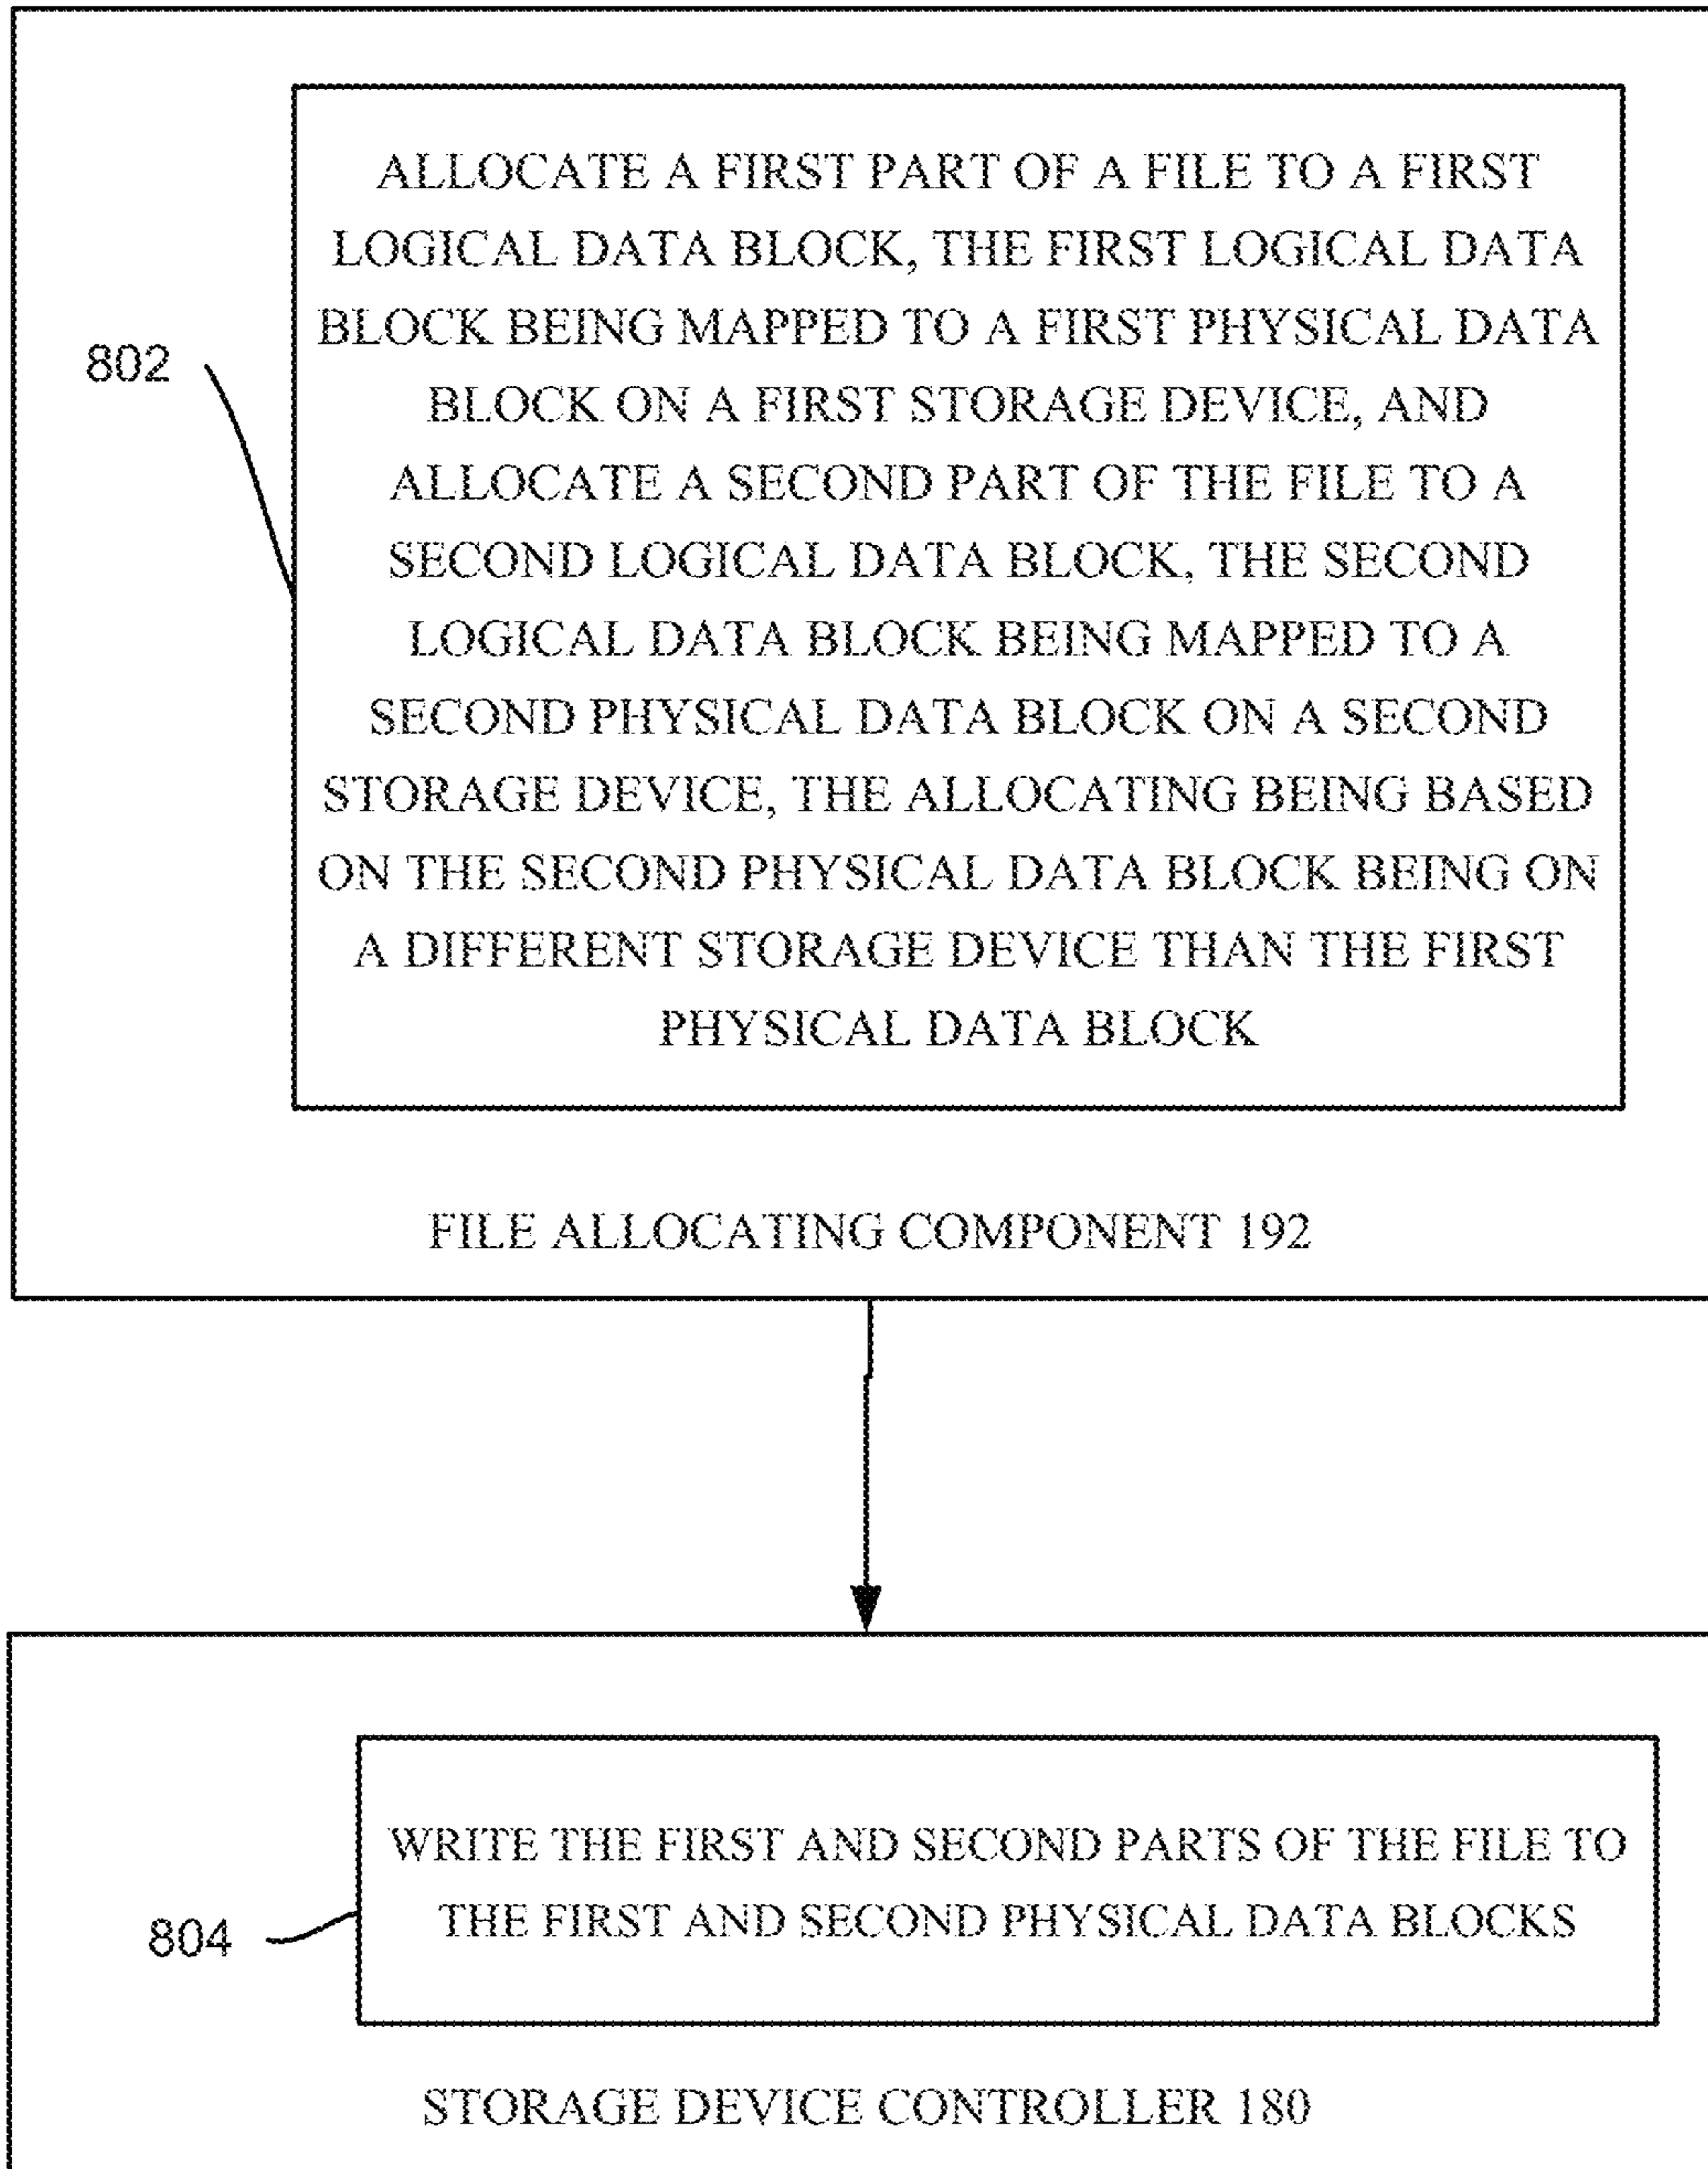 ALLOCATE A FIRST PART OF A FILE TO A FIRST
LOGICAL DATA BLOCK, THE FIRST LOGICAL DATA
BLOCK BEING MAPPED TO A FIRST PHYSICAL DATA
802
BLOCK ON A FIRST STORAGE DEVICE, AND
ALLOCATE A SECOND PART OF THE FILE TO A
SECOND LOGICAL DATA BLOCK, THE SECOND
LOGICAL DATA BLOCK BEING MAPPED TO A
SECOND PHYSICAL DATA BLOCK ON A SECOND
STORAGE DEVICE, THE ALLOCATING BEING BASED
ON THE SECOND PHYSICAL DATA BLOCK BEING ON
A DIFFERENT STORAGE DEVICE THAN THE FIRST
PHYSICAL DATA BLOCK
FILE ALLOCATING COMPONENT 192
WRITE THE FIRST AND SECOND PARTS OF THE FILE TO
THE FIRST AND SECOND PHYSICAL DATA BLOCKS
804
STORAGE DEVICE CONTROLLER 180